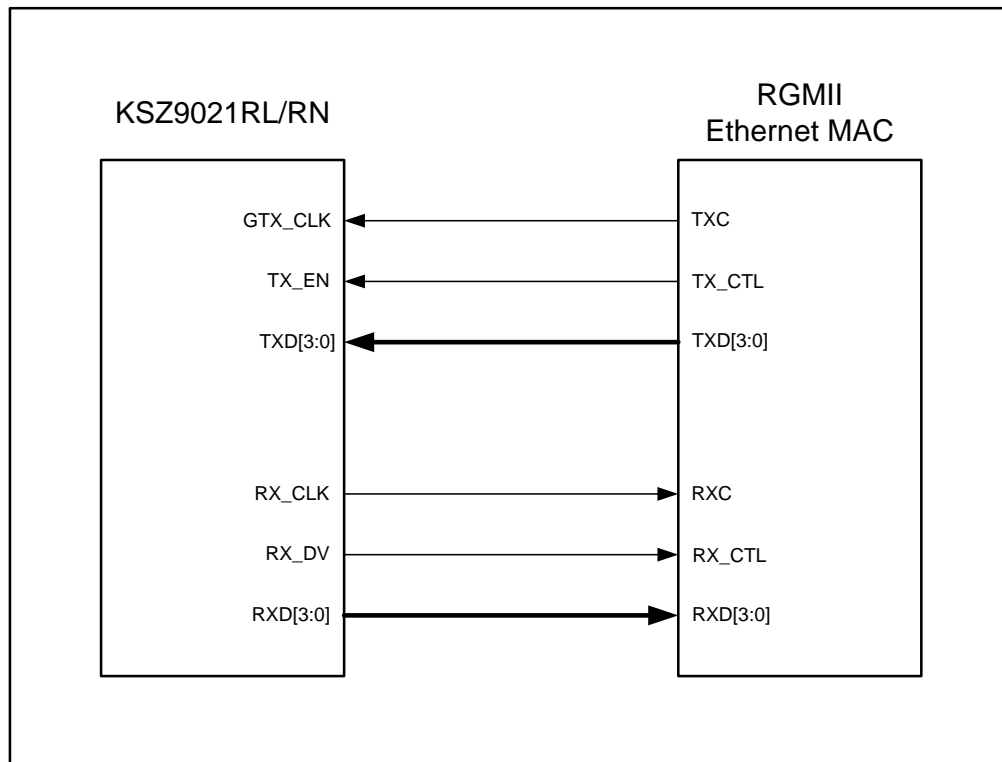 KSZ9021RL/RN
RGMII
Ethernet MAC
GTX_CLK
TXC
TX_EN
TX_CTL
TXD[3:0]
TXD[3:0]
RX_CLK
RXC
RX_DV
RX_CTL
RXD[3:0]
RXD[3:0]